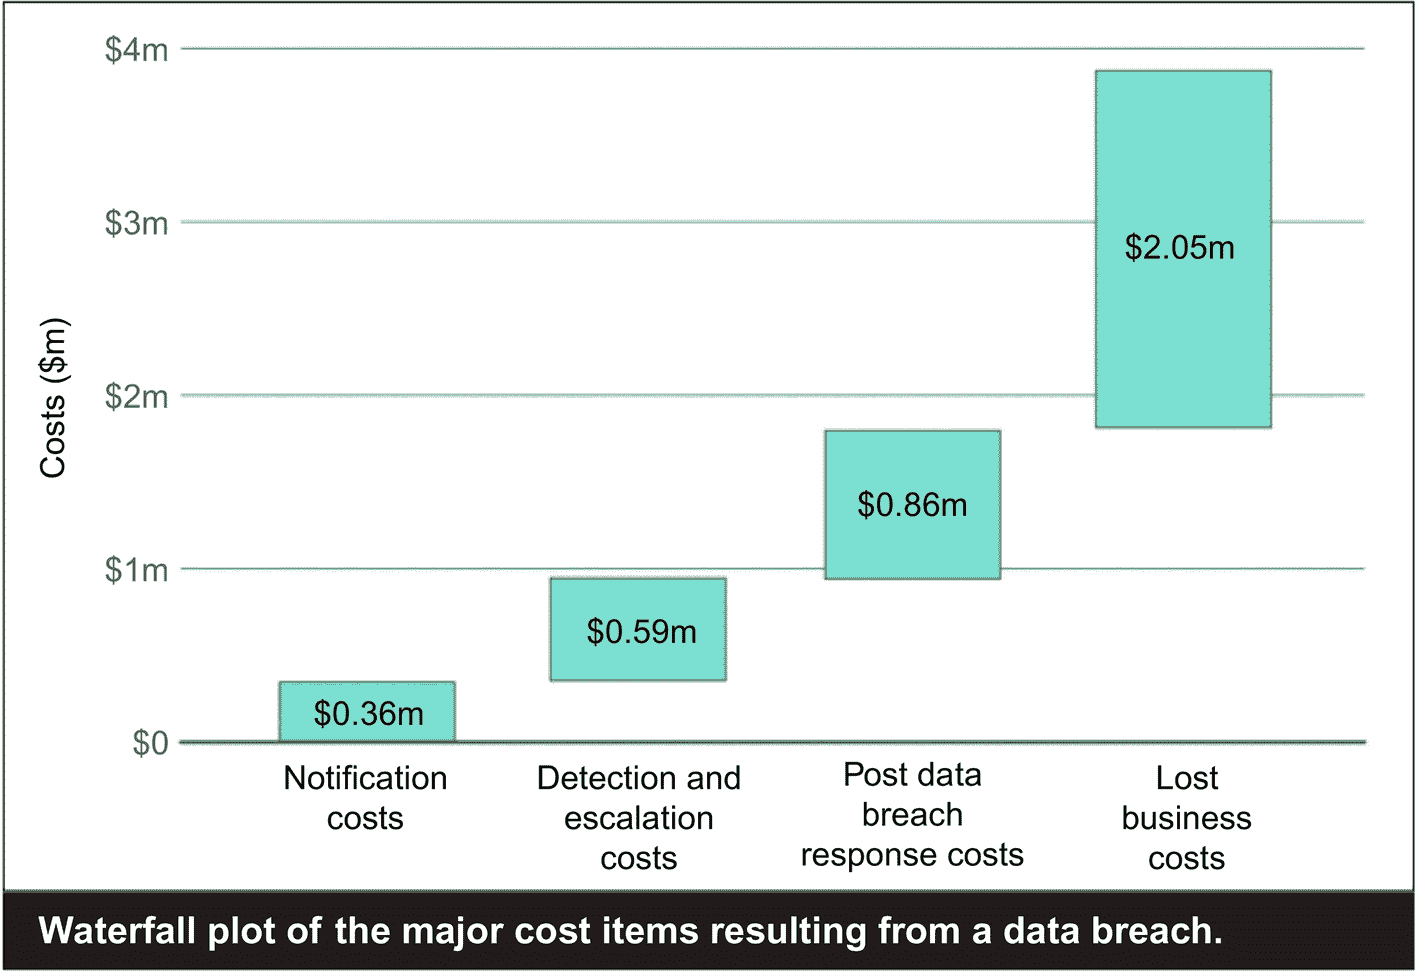 $4m
$3m
$2m
$1m
$0
Costs ($m)
$0.36m
$0.59m
$0.86m
$2.05m
Notification
costs
Detection and
escalation
costs
Post data
breach
response costs
Lost
business
costs
Waterfall plot of the major cost items resulting from a data breach.